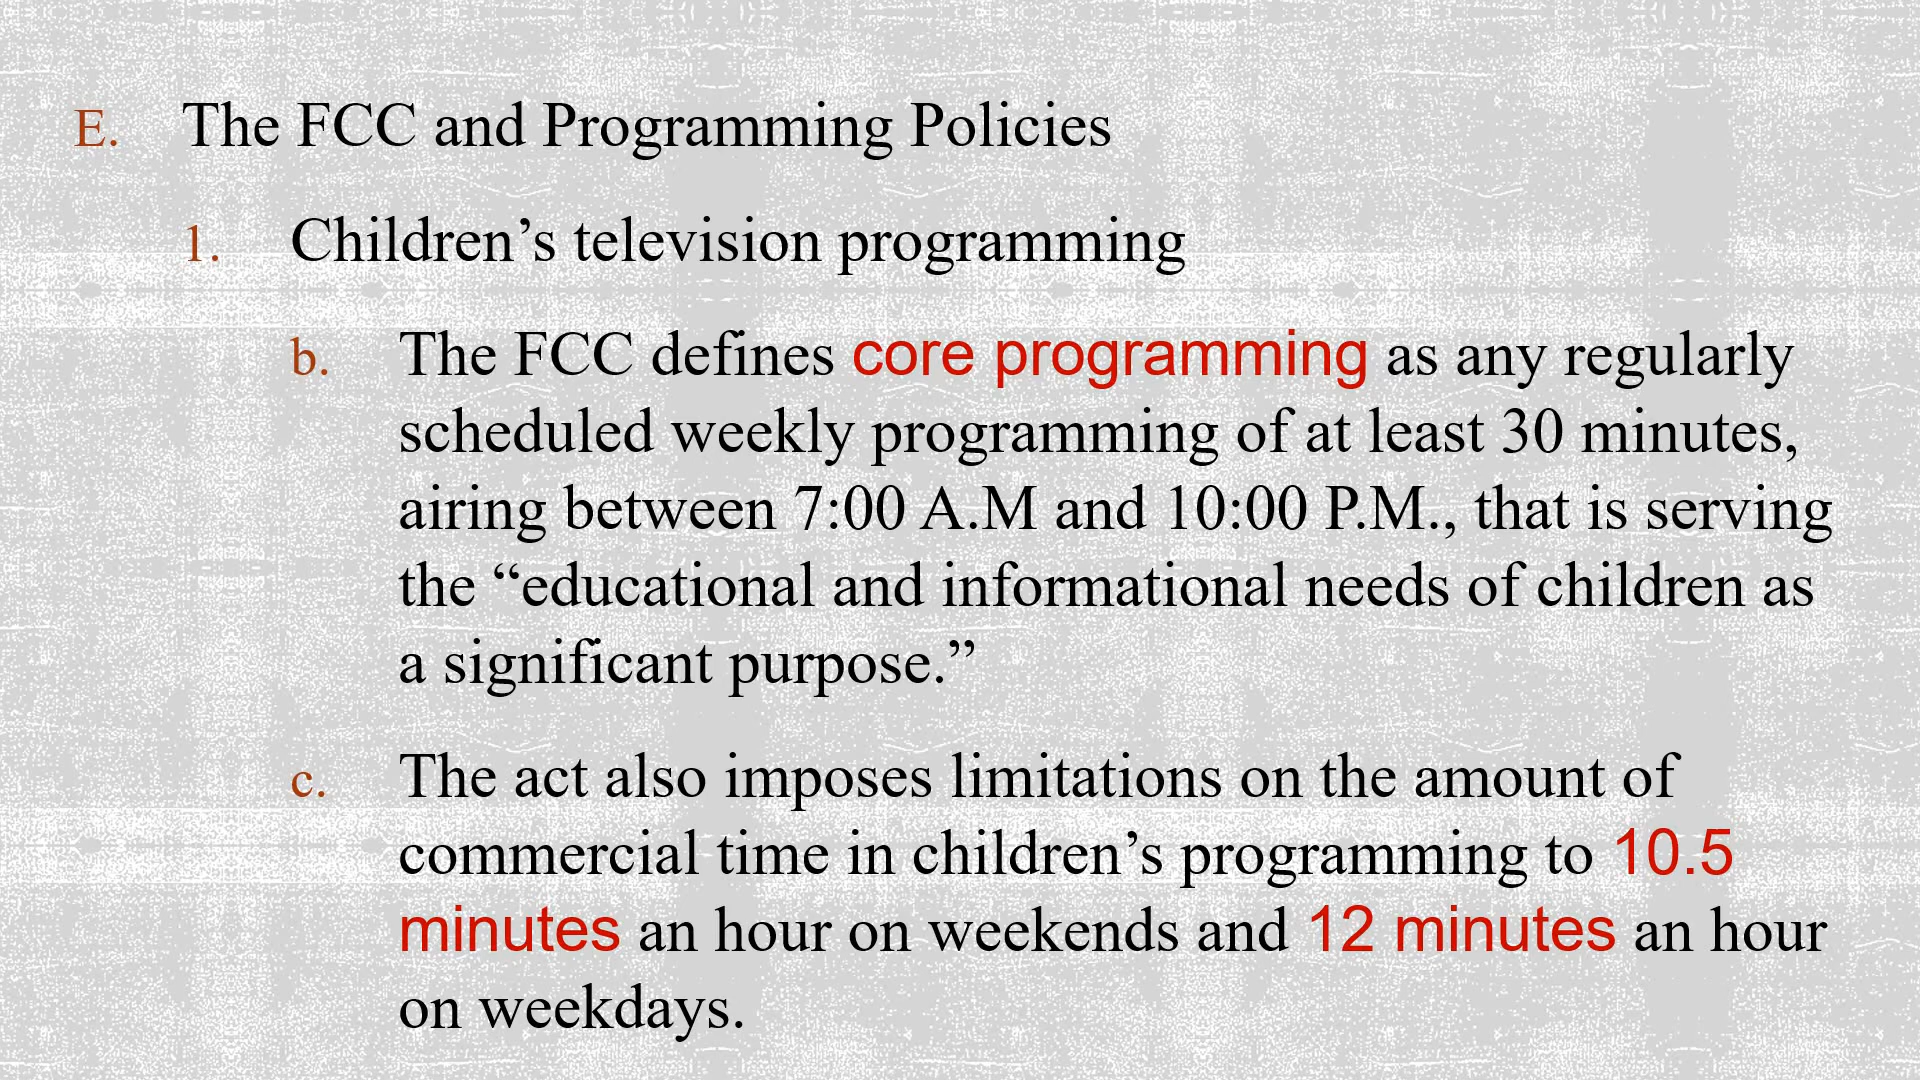 E. The FCC and Programming Policies
1. Children’s television programming
b. The FCC defines core programming as any regularly
scheduled weekly programming of at least 30 minutes,
airing between 7:00 A.M and 10:00 P.M., that is serving
the “educational and informational needs of children as
a significant purpose.”
c. The act also imposes limitations on the amount of
commercial time in children’s programming to 10.5
minutes an hour on weekends and 12 minutes an hour
on weekdays.